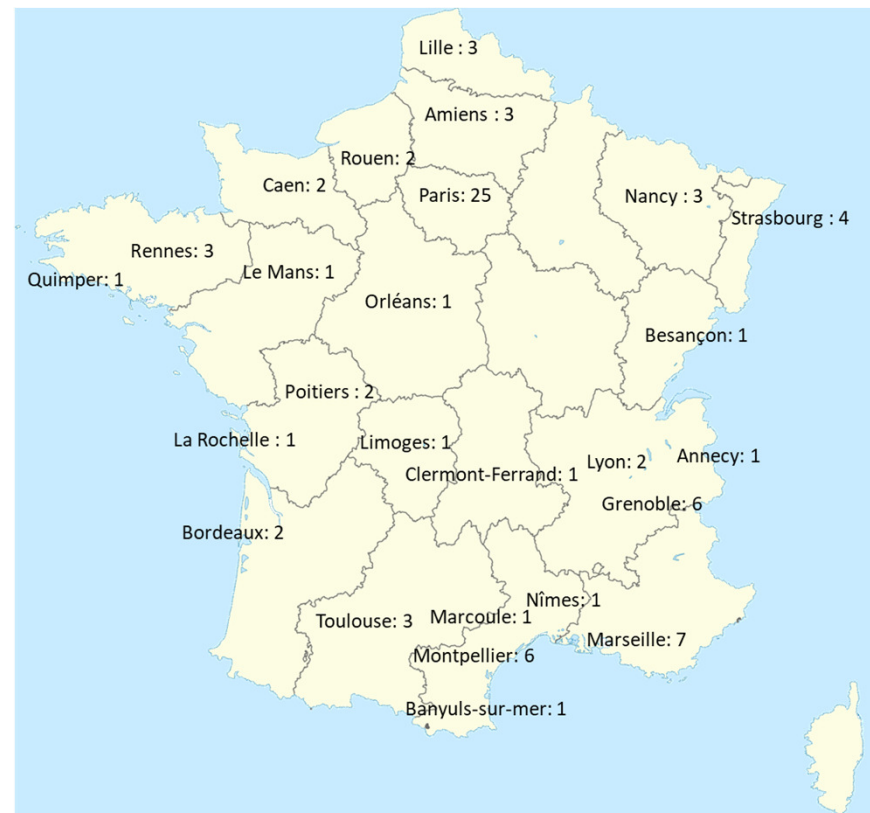 Lille : 3
Amiens : 3
Rouen: 2
Caen: 2
Paris: 25
Nancy : 3
Strasbourg : 4
Rennes: 3
Le Mans: 1
Quimper: 1
Orléans: 1
Besançon: 1
Poitiers : 2
La Rochelle : 1
Limoges: 1
Lyon: 2
Annecy: 1
Clermont-Ferrand: 1
Grenoble: 6
Bordeaux: 2
Nîmes: 1
Toulouse: 3
Marcoule: 1
Marseille: 7
Montpellier: 6
Banyuls-sur-mer: 1